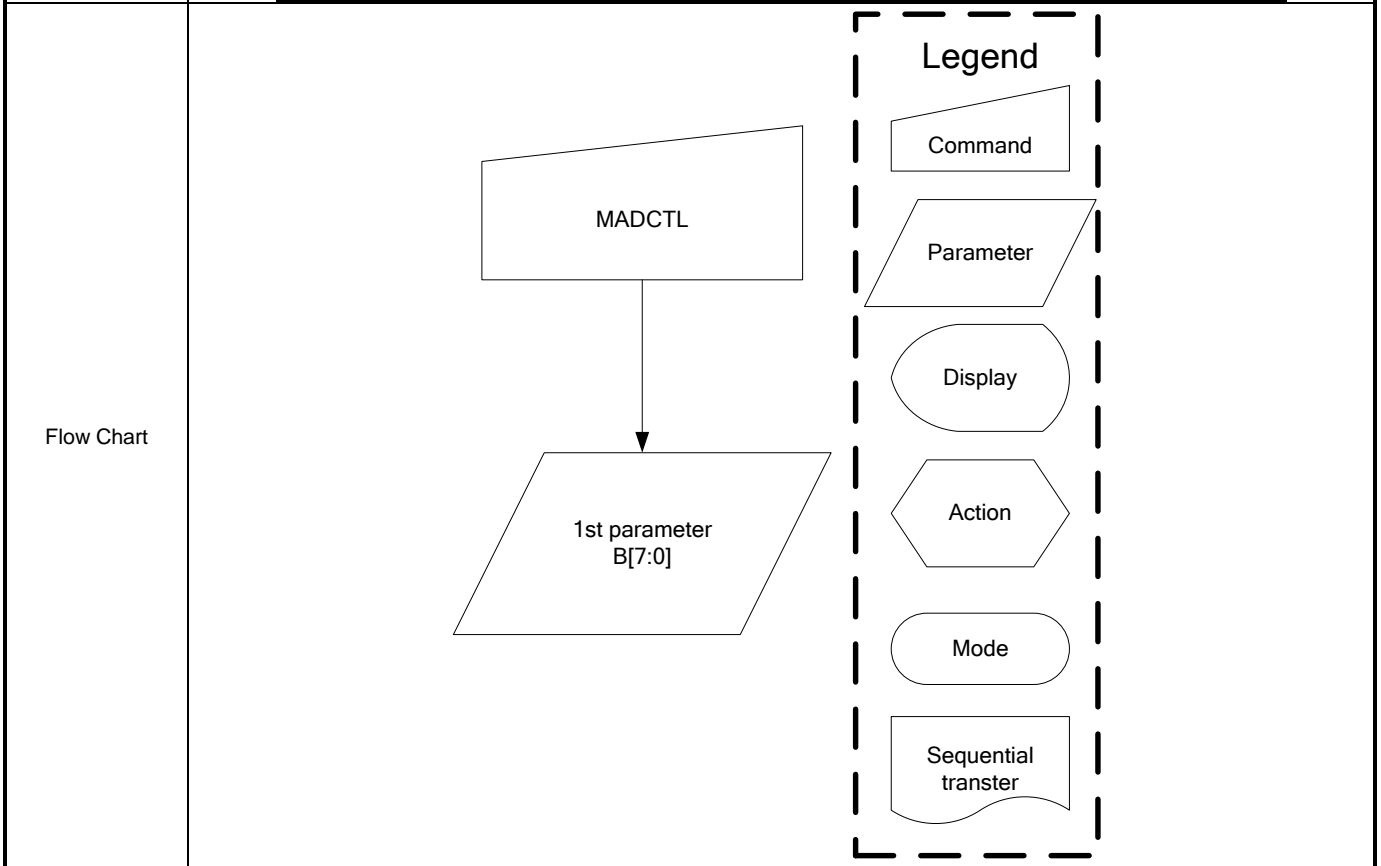 Flow Chart
MADCTL
1st parameter
B[7:0]
Legend
Command
Parameter
Display
Action
Mode
Sequential
transter